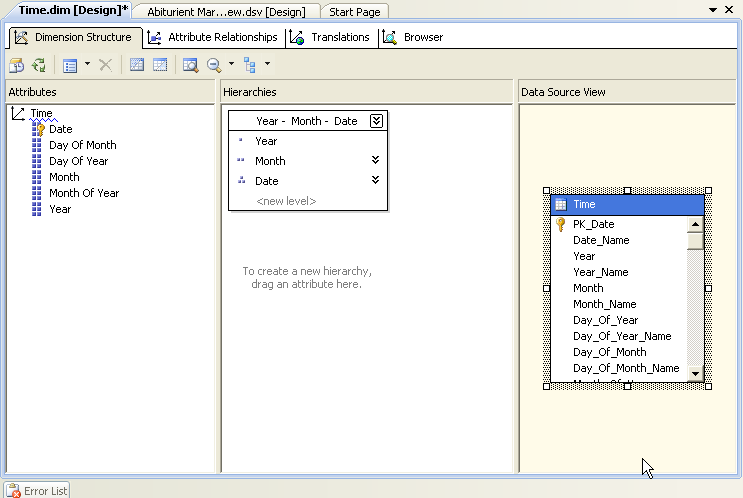 Time.dim [Design]* Abiturient Mar...ew.dsv [Design] Start Page
Dimension Structure Attribute Relationships Translations Browser
Attributes
Time
Date
Day Of Month
Day Of Year
Month
Month Of Year
Year
Hierarchies
Year - Month - Date
Year
Month
Date
<new level>
To create a new hierarchy,
drag an attribute here.
Data Source View
Time
PK_Date
Date_Name
Year
Year_Name
Month
Month_Name
Day_Of_Year
Day_Of_Year_Name
Day_Of_Month
Day_Of_Month_Name
Error List